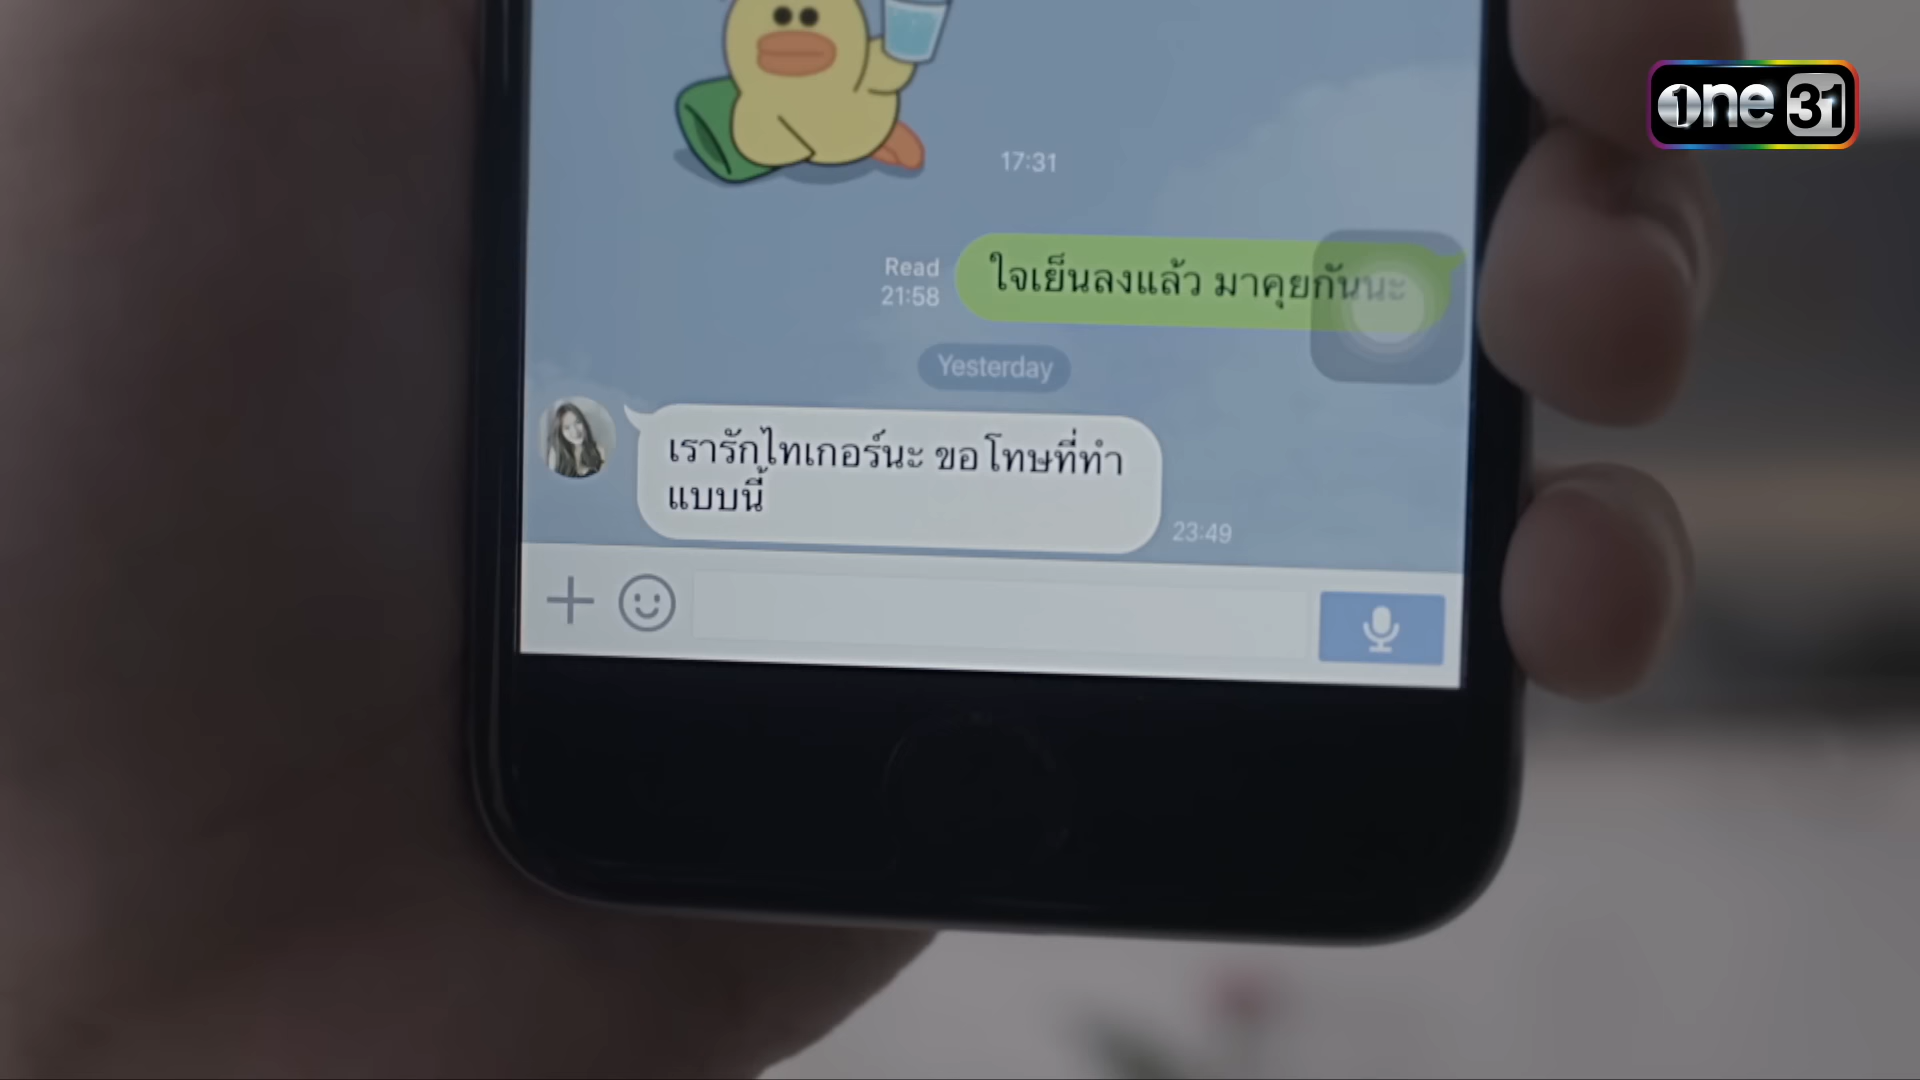 one 31
17:31
Read
21:58
ใจเย็นลงแล้ว มาคุยกันนะ
Yesterday
เรารักไทเกอร์นะ ขอโทษที่ทำ
แบบนี้
23:49